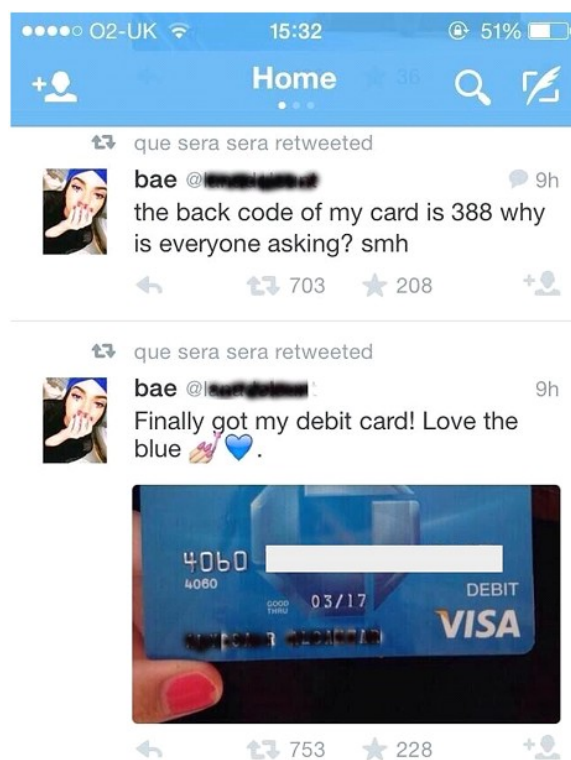 O2-UK 15:32 51%
Home
36
que sera sera retweeted
bae @ 9h
the back code of my card is 388 why
is everyone asking? smh
703 208
que sera sera retweeted
bae @ 9h
Finally got my debit card! Love the
blue 💅💙.
4060
4060
DEBIT
GOOD
THRU 03/17
VISA
753 228